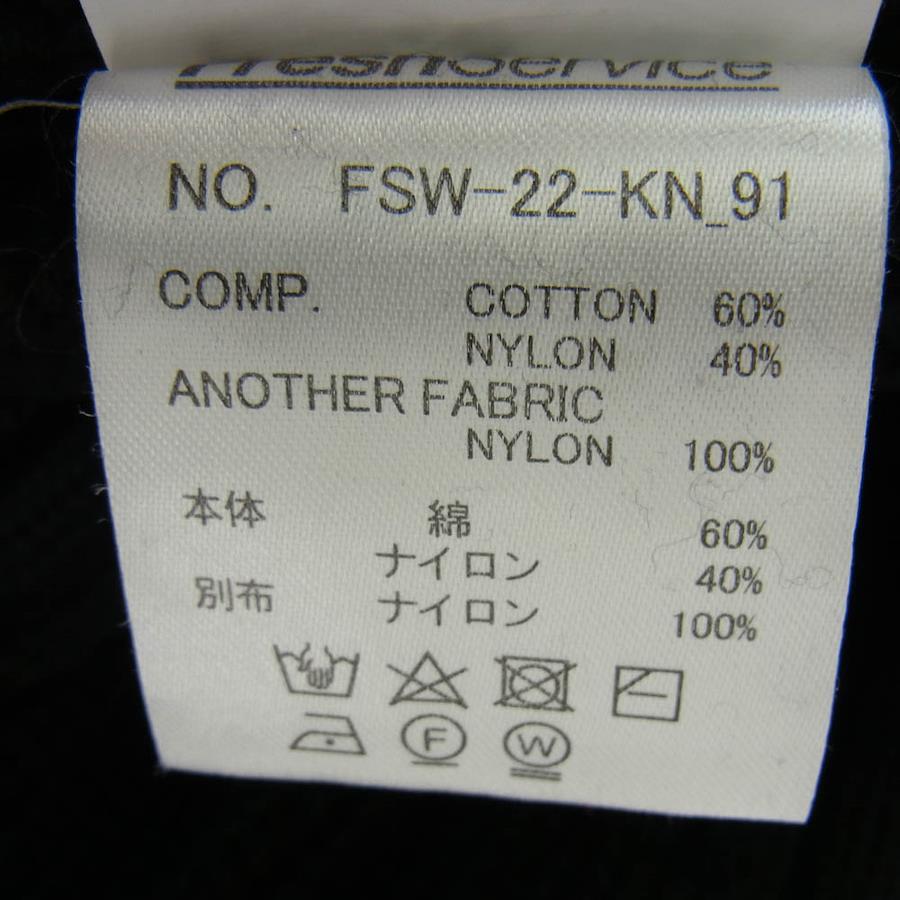 FreshService
NO. FSW-22-KN_91
COMP. COTTON 60%
NYLON 40%
ANOTHER FABRIC
NYLON 100%
本体 綿 60%
ナイロン 40%
別布 ナイロン 100%
F W